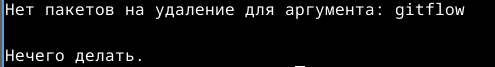 Нет пакетов на удаление для аргумента: gitflow
Нечего делать.